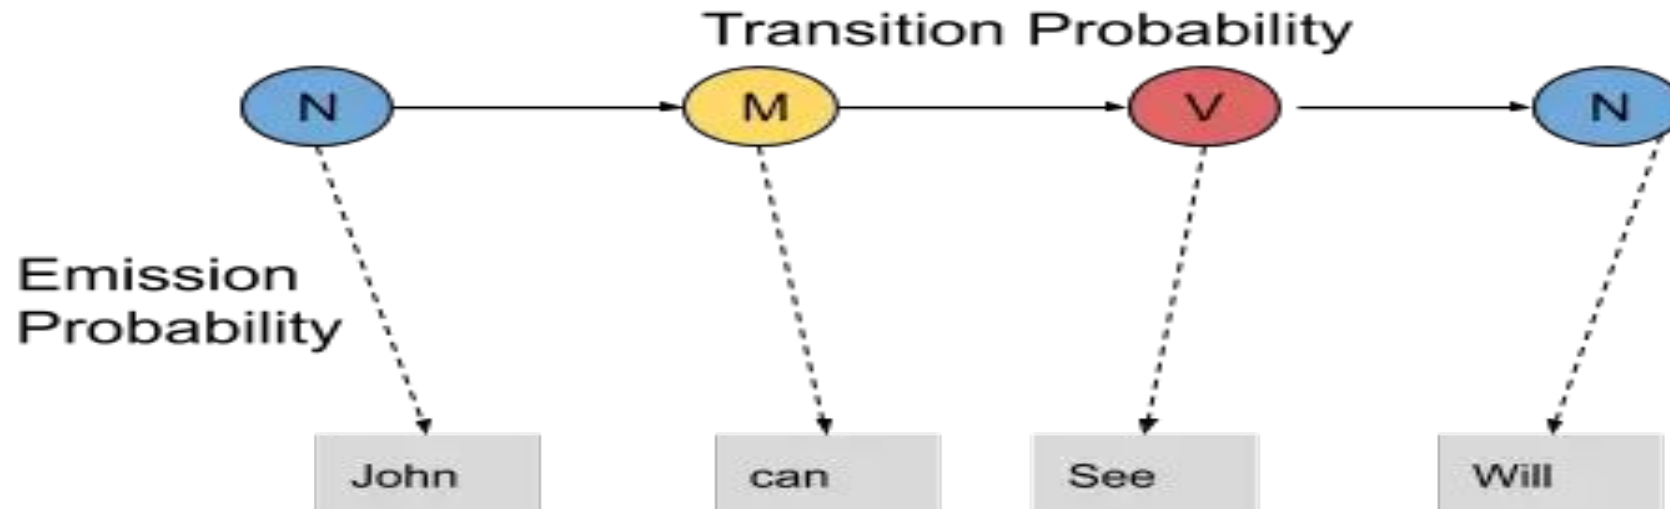 Transition Probability
N M V N
Emission
Probability
John can See Will